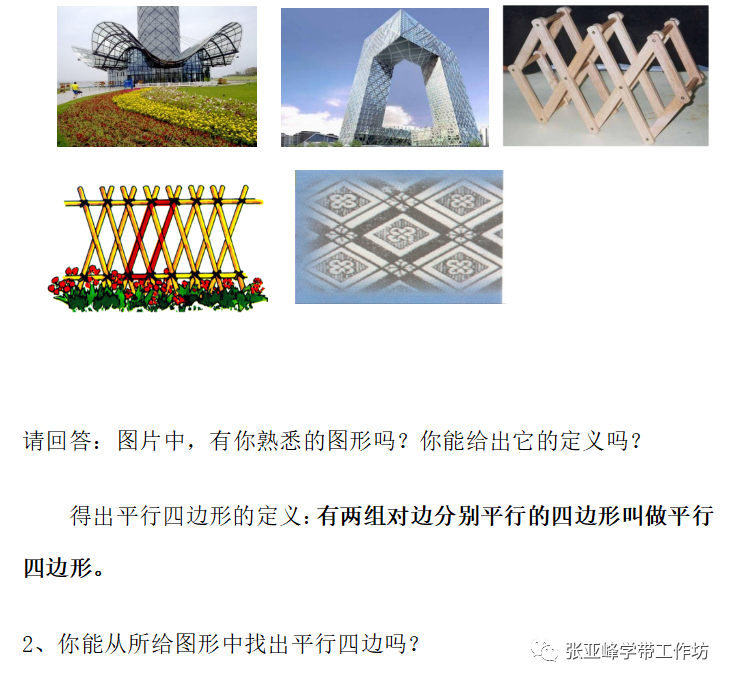 请回答：图片中，有你熟悉的图形吗？你能给出它的定义吗？
得出平行四边形的定义：有两组对边分别平行的四边形叫做平行
四边形。
2、你能从所给图形中找出平行四边吗？
张亚峰学带工作坊